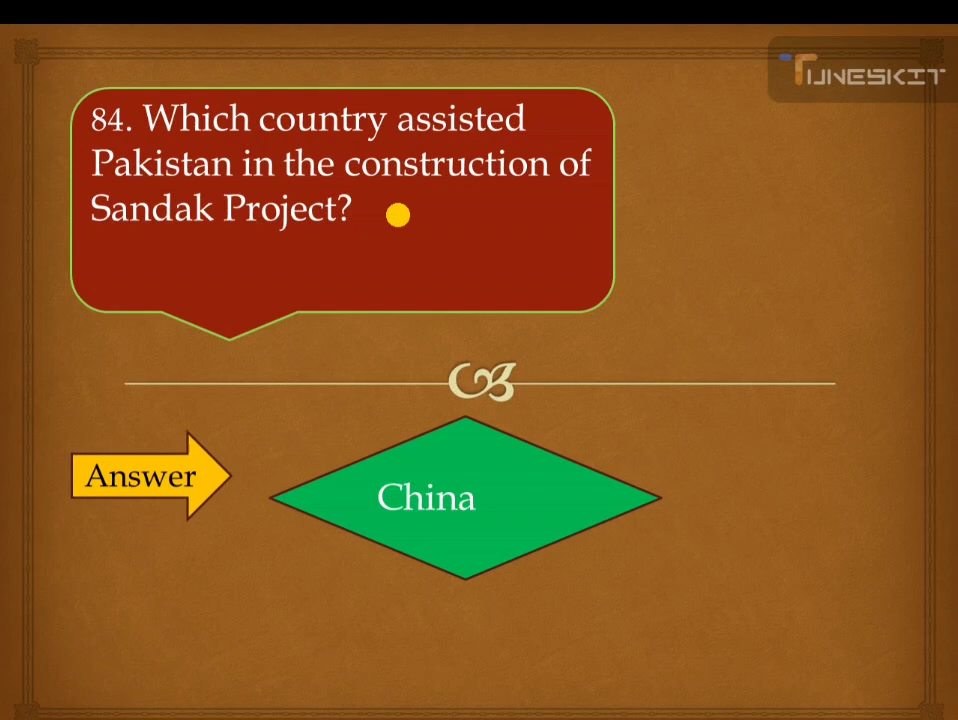 TUNESKIT
84. Which country assisted
Pakistan in the construction of
Sandak Project?
Answer
China